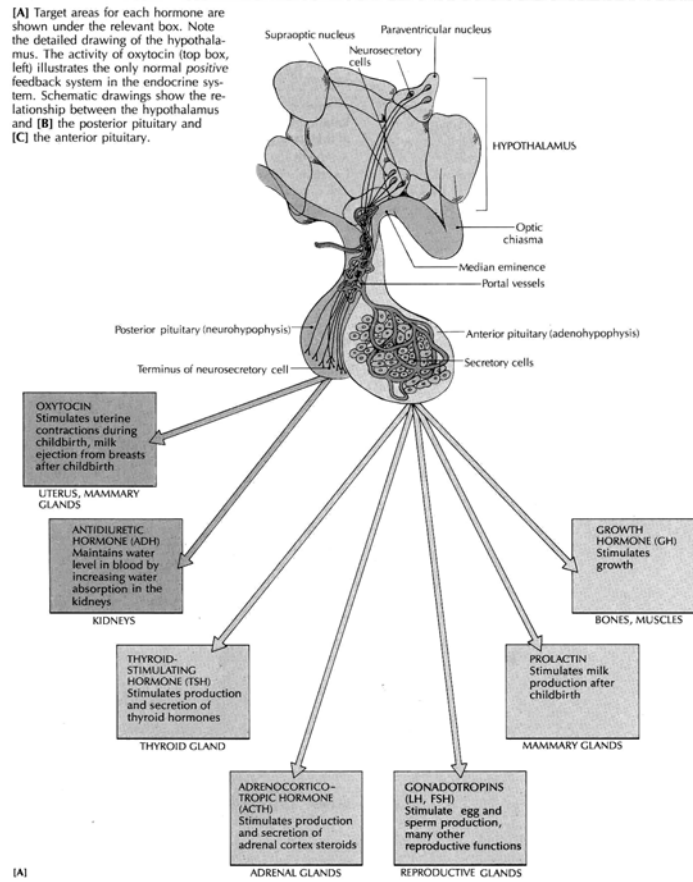 [A] Target areas for each hormone are
shown under the relevant box. Note
the detailed drawing of the hypothala-
mus. The activity of oxytocin (top box,
left) illustrates the only normal positive
feedback system in the endocrine sys-
tem. Schematic drawings show the re-
lationship between the hypothalamus
and [B] the posterior pituitary and
[C] the anterior pituitary.
Supraoptic nucleus
Paraventricular nucleus
Neurosecretory
cells
HYPOTHALAMUS
Optic
chiasma
Median eminence
Portal vessels
Posterior pituitary (neurohypophysis)
Anterior pituitary (adenohypophysis)
Terminus of neurosecretory cell
Secretory cells
OXYTOCIN
Stimulates uterine
contractions during
childbirth, milk
ejection from breasts
after childbirth
UTERUS, MAMMARY
GLANDS
ANTIDIURETIC
HORMONE (ADH)
Maintains water
level in blood by
increasing water
absorption in the
kidneys
KIDNEYS
GROWTH
HORMONE (GH)
Stimulates
growth
BONES, MUSCLES
THYROID-
STIMULATING
HORMONE (TSH)
Stimulates production
and secretion of
thyroid hormones
THYROID GLAND
PROLACTIN
Stimulates milk
production after
childbirth
MAMMARY GLANDS
ADRENOCORTICO-
TROPIC HORMONE
(ACTH)
Stimulates production
and secretion of
adrenal cortex steroids
ADRENAL GLANDS
GONADOTROPINS
(LH, FSH)
Stimulate egg and
sperm production,
many other
reproductive functions
REPRODUCTIVE GLANDS
[A]